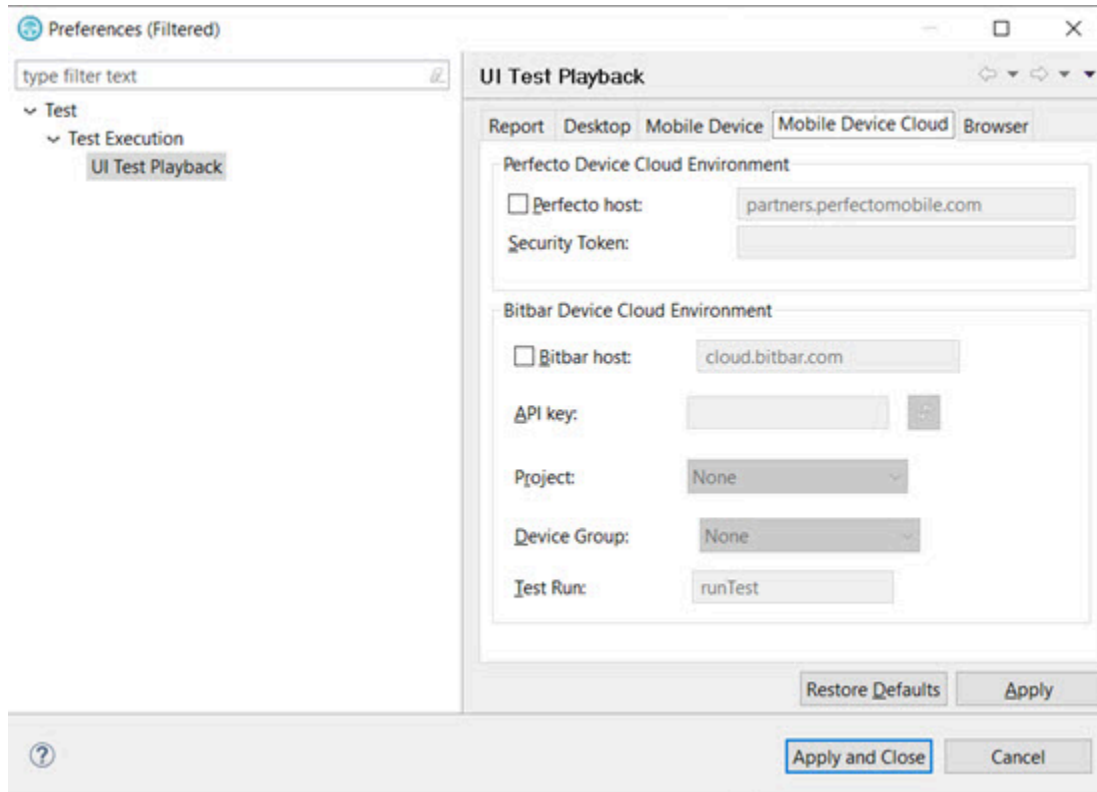 Preferences (Filtered)
type filter text
Test
Test Execution
UI Test Playback
UI Test Playback
Report Desktop Mobile Device Mobile Device Cloud Browser
Perfecto Device Cloud Environment
Perfecto host: partners.perfectomobile.com
Security Token:
Bitbar Device Cloud Environment
Bitbar host: cloud.bitbar.com
API key:
Project: None
Device Group: None
Test Run: runTest
Restore Defaults Apply
? Apply and Close Cancel